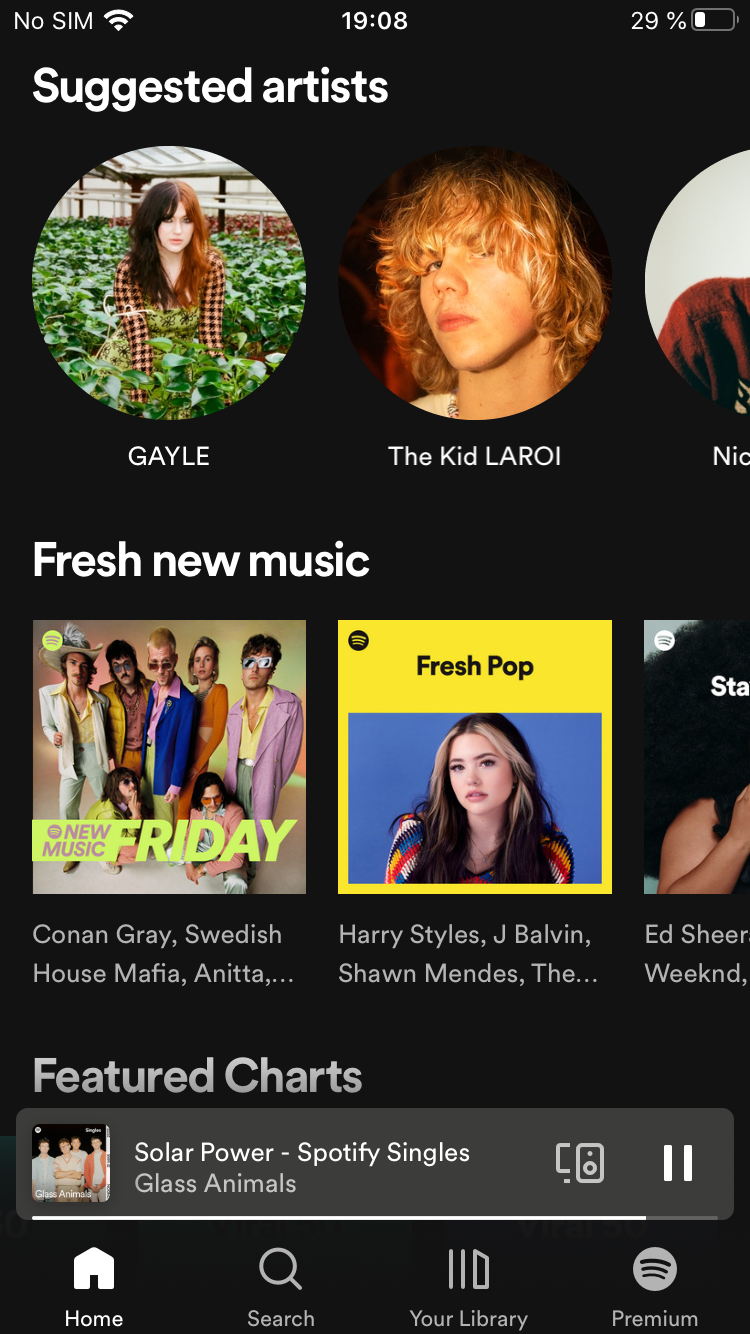 No SIM 19:08 29 %
Suggested artists
GAYLE The Kid LAROI Nic
Fresh new music
Fresh Pop
Sta
NEW
MUSIC FRIDAY
Conan Gray, Swedish
House Mafia, Anitta,...
Harry Styles, J Balvin,
Shawn Mendes, The...
Ed Sheer
Weeknd,
Featured Charts
Singles
Glass Animals
Solar Power - Spotify Singles
Glass Animals
Viral 50
Home Search Your Library Premium